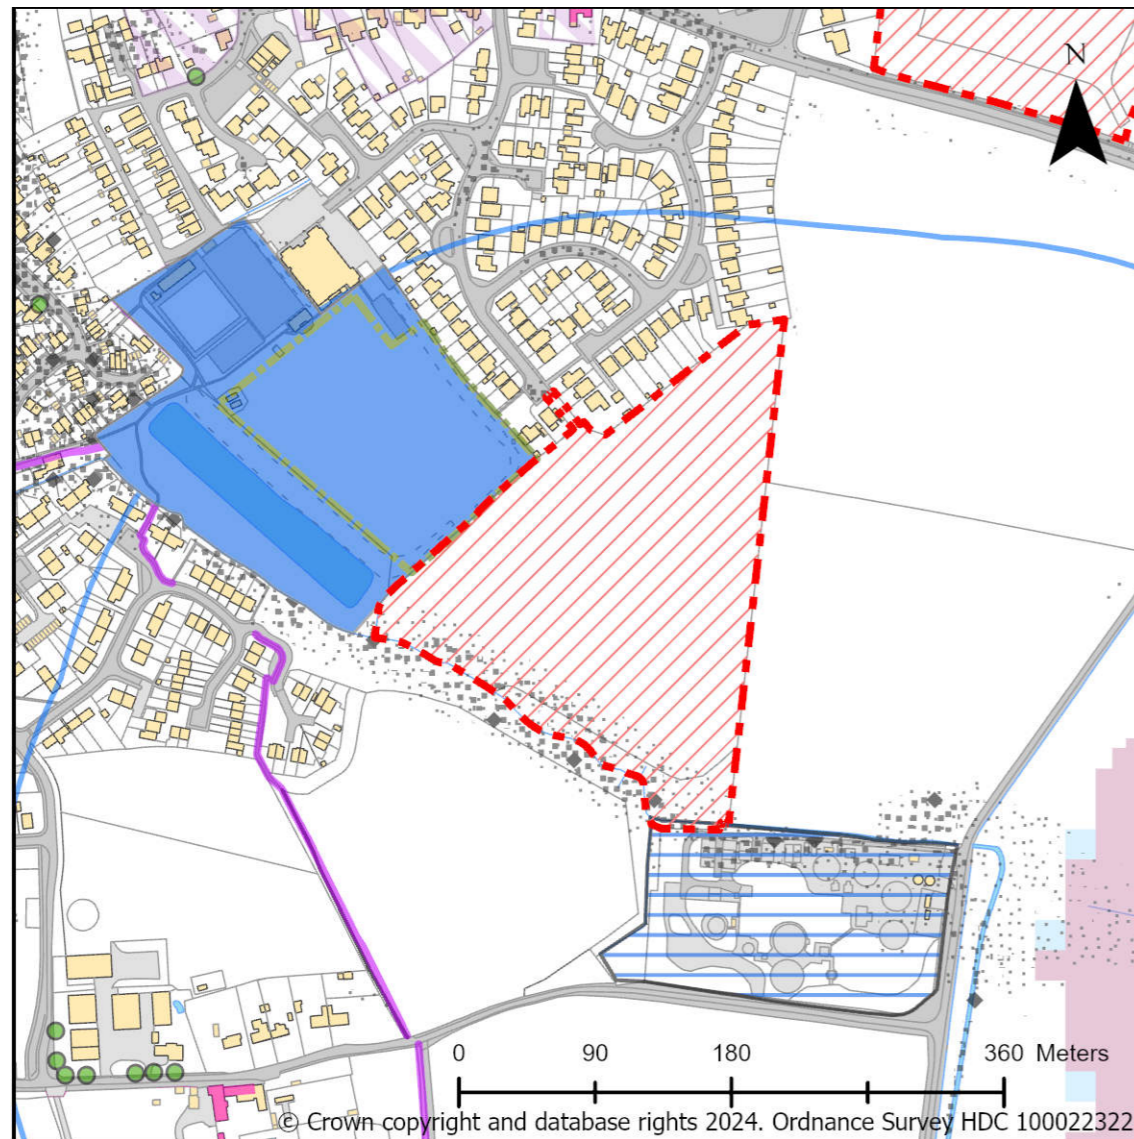 N
0 90 180 360 Meters
© Crown copyright and database rights 2024. Ordnance Survey HDC 100022322